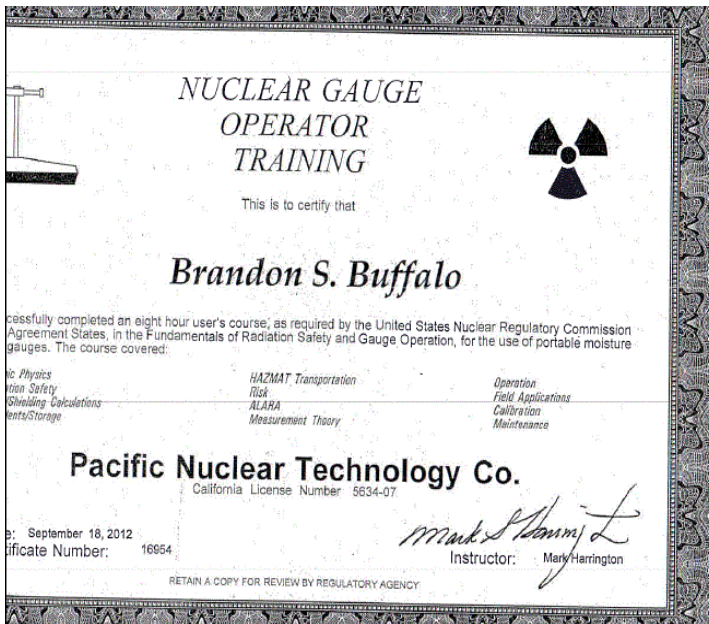 NUCLEAR GAUGE
OPERATOR
TRAINING
This is to certify that
Brandon S. Buffalo
cessfully completed an eight hour user's course, as required by the United States Nuclear Regulatory Commission
Agreement States, in the Fundamentals of Radiation Safety and Gauge Operation, for the use of portable moisture
gauges. The course covered:
ic Physics HAZMAT Transportation Operation
tion Safety Risk Field Applications
/Shielding Calculations ALARA Calibration
ents/Storage Measurement Theory Maintenance
Pacific Nuclear Technology Co.
California License Number 5634-07
e: September 18, 2012
tificate Number: 16954
Instructor: Mark Harrington
RETAIN A COPY FOR REVIEW BY REGULATORY AGENCY